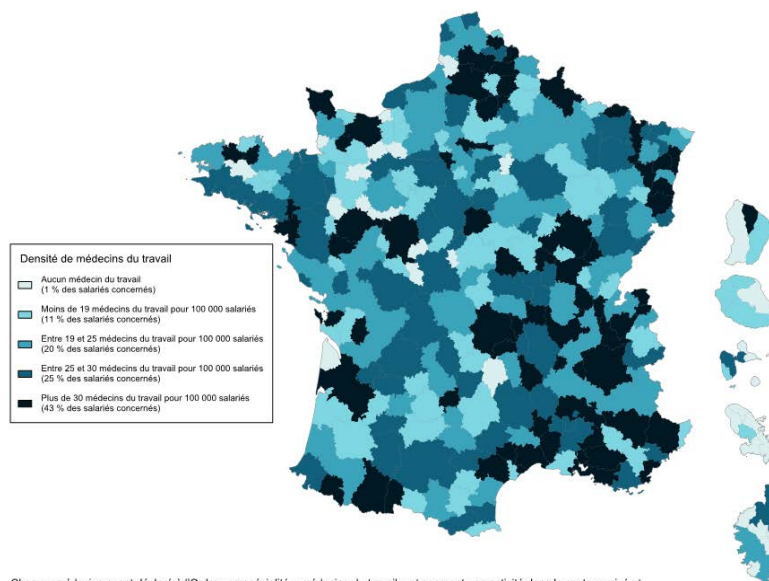 Densité de médecins du travail
Aucun médecin du travail
(1 % des salariés concernés)
Moins de 19 médecins du travail pour 100 000 salariés
(11 % des salariés concernés)
Entre 19 et 25 médecins du travail pour 100 000 salariés
(20 % des salariés concernés)
Entre 25 et 30 médecins du travail pour 100 000 salariés
(25 % des salariés concernés)
Plus de 30 médecins du travail pour 100 000 salariés
(43 % des salariés concernés)